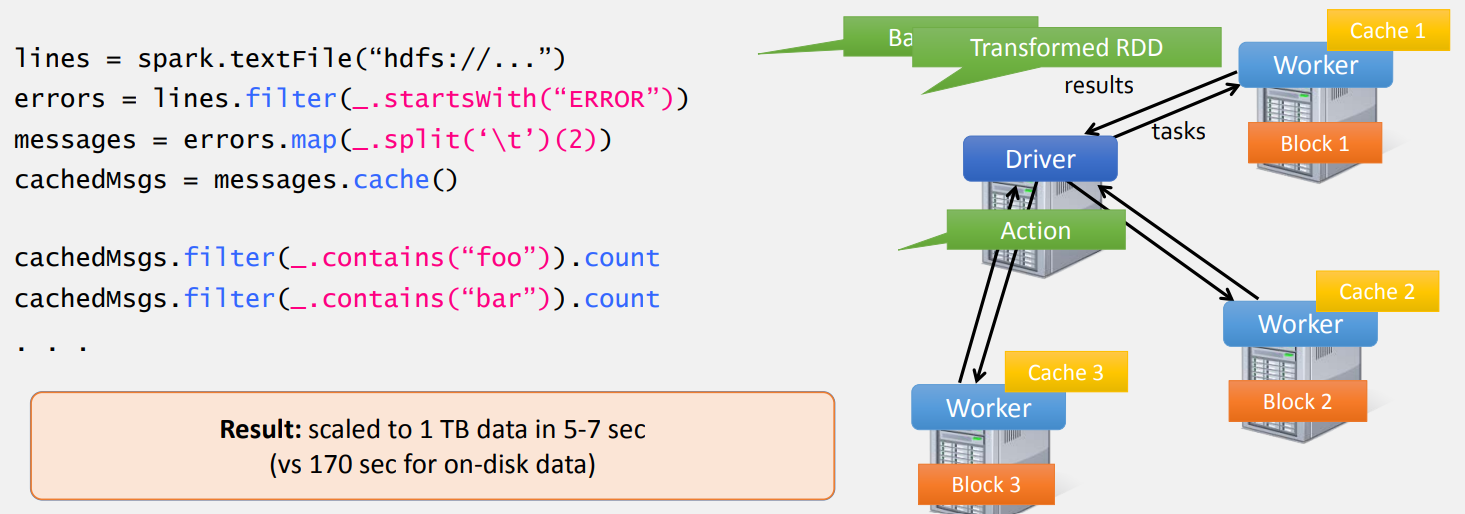 lines = spark.textFile(“hdfs://...”)
errors = lines.filter(_.startsWith(“ERROR”))
messages = errors.map(_.split(‘\t’)(2))
cachedMsgs = messages.cache()
cachedMsgs.filter(_.contains(“foo”)).count
cachedMsgs.filter(_.contains(“bar”)).count
. . .
Result: scaled to 1 TB data in 5-7 sec
(vs 170 sec for on-disk data)
Transformed RDD
results
tasks
Driver
Action
Cache 1
Worker
Block 1
Cache 2
Worker
Block 2
Cache 3
Worker
Block 3